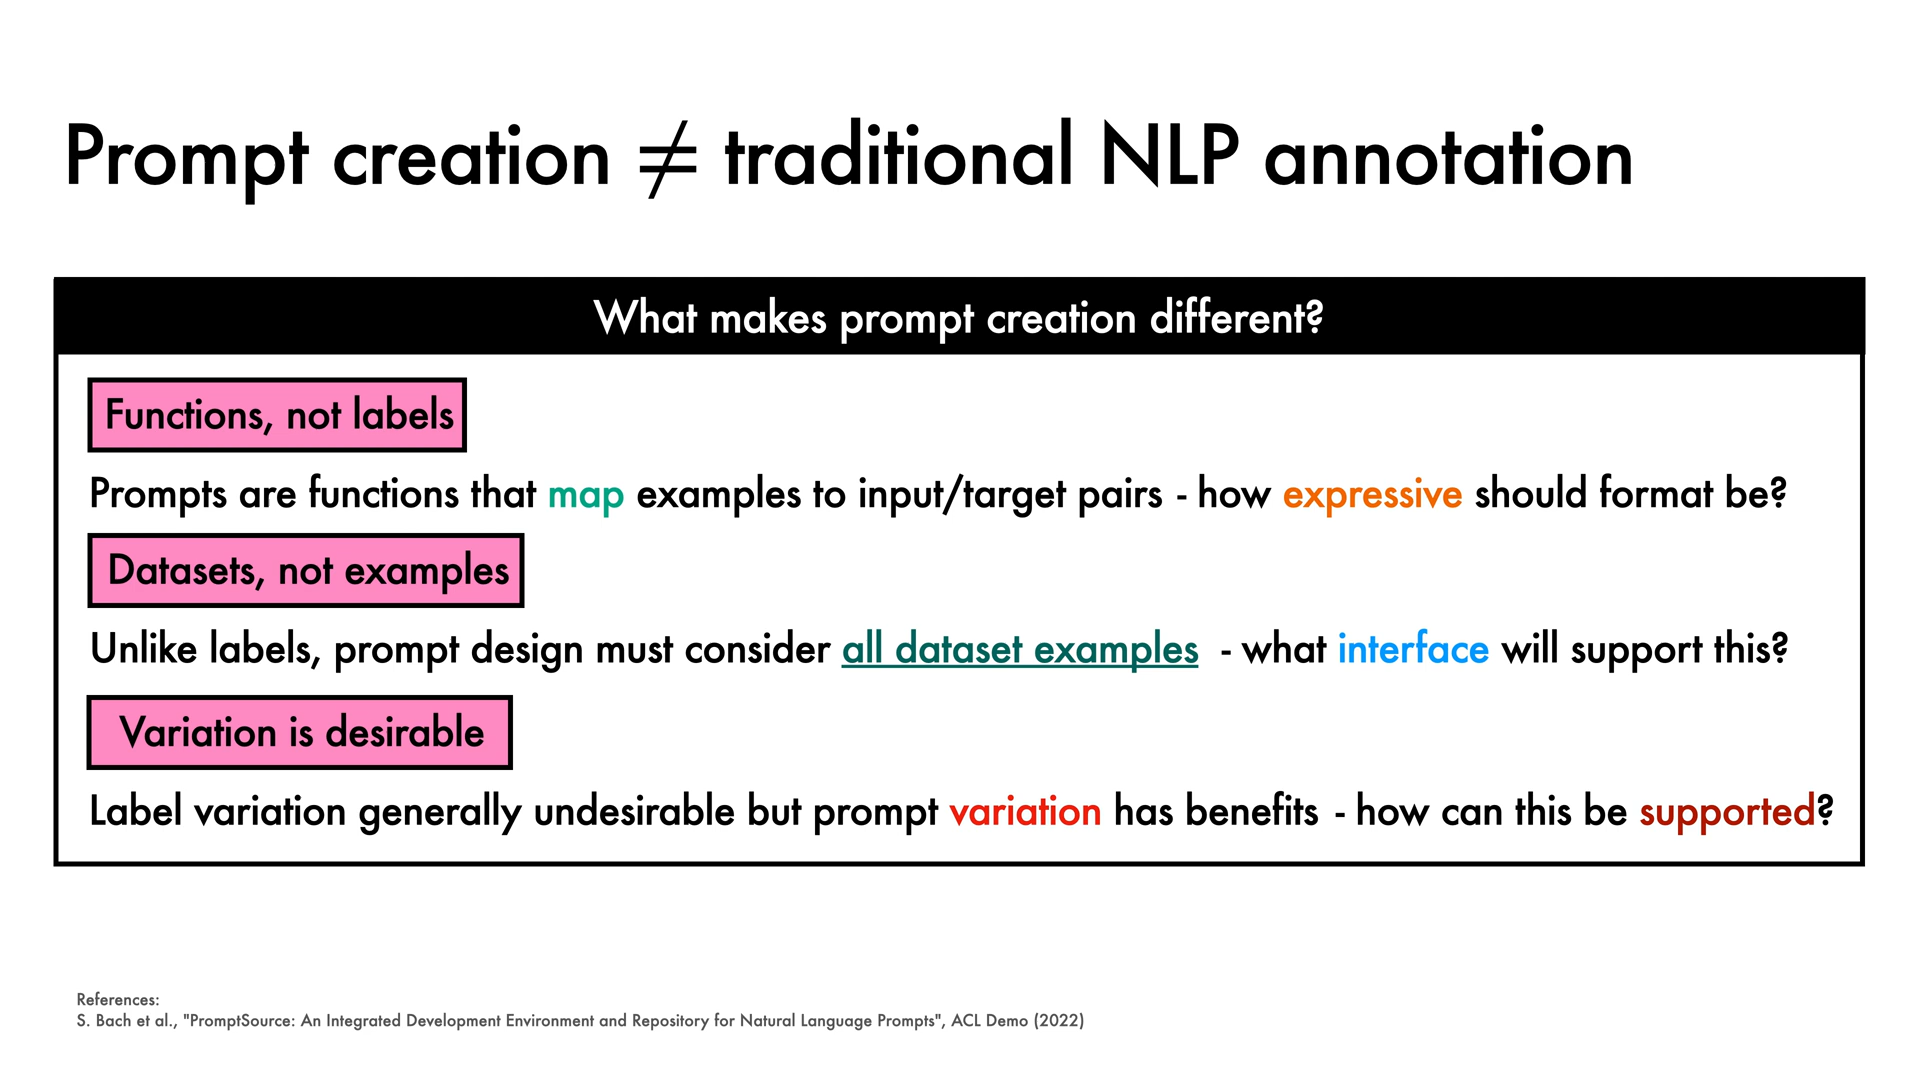 Prompt creation ≠ traditional NLP annotation
What makes prompt creation different?
Functions, not labels
Prompts are functions that map examples to input/target pairs - how expressive should format be?
Datasets, not examples
Unlike labels, prompt design must consider all dataset examples - what interface will support this?
Variation is desirable
Label variation generally undesirable but prompt variation has benefits - how can this be supported?
References:
S. Bach et al., "PromptSource: An Integrated Development Environment and Repository for Natural Language Prompts", ACL Demo (2022)